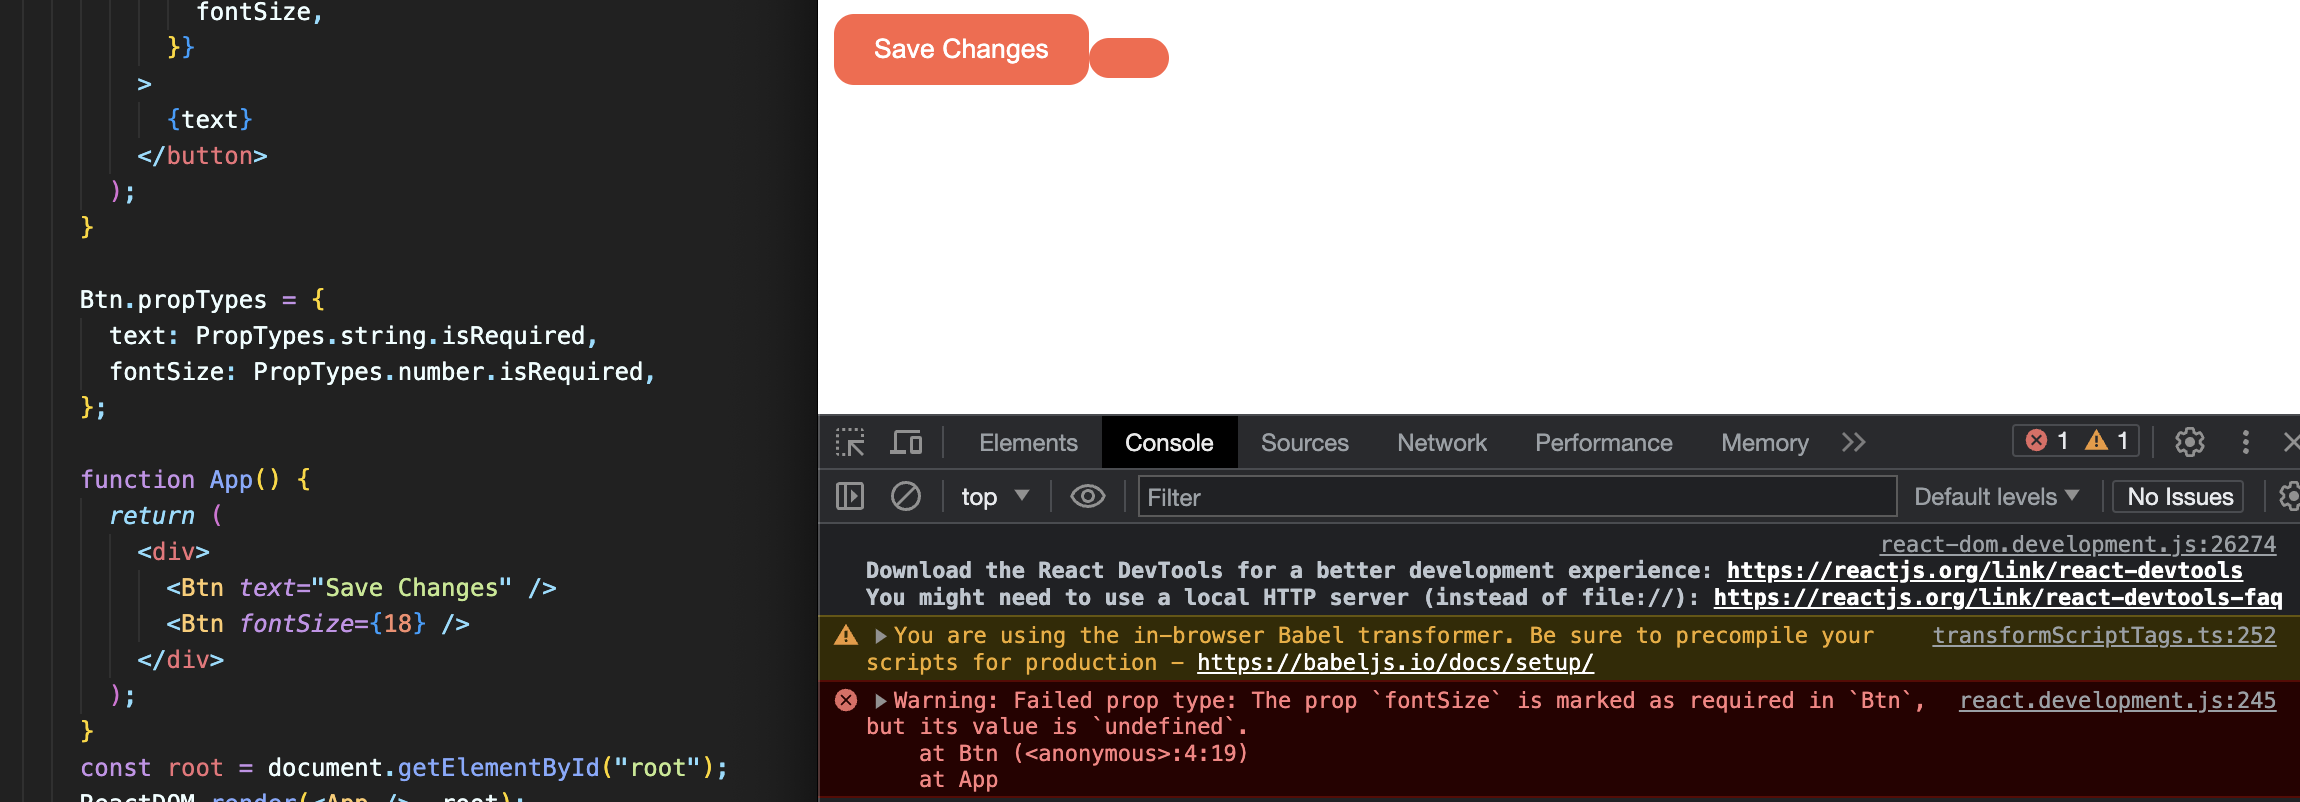 fontSize,
}}
>
{text}
</button>
);
}
Btn.propTypes = {
text: PropTypes.string.isRequired,
fontSize: PropTypes.number.isRequired,
};
function App() {
return (
<div>
<Btn text="Save Changes" />
<Btn fontSize={18} />
</div>
);
}
const root = document.getElementById("root");
ReactDOM.render(<App />, root);
Save Changes
Elements Console Sources Network Performance Memory 1 1
top Filter Default levels No Issues
react-dom.development.js:26274
Download the React DevTools for a better development experience: https://reactjs.org/link/react-devtools
You might need to use a local HTTP server (instead of file://): https://reactjs.org/link/react-devtools-faq
You are using the in-browser Babel transformer. Be sure to precompile your transformScriptTags.ts:252
scripts for production – https://babeljs.io/docs/setup/
Warning: Failed prop type: The prop `fontSize` is marked as required in `Btn`, react.development.js:245
but its value is `undefined`.
at Btn (<anonymous>:4:19)
at App